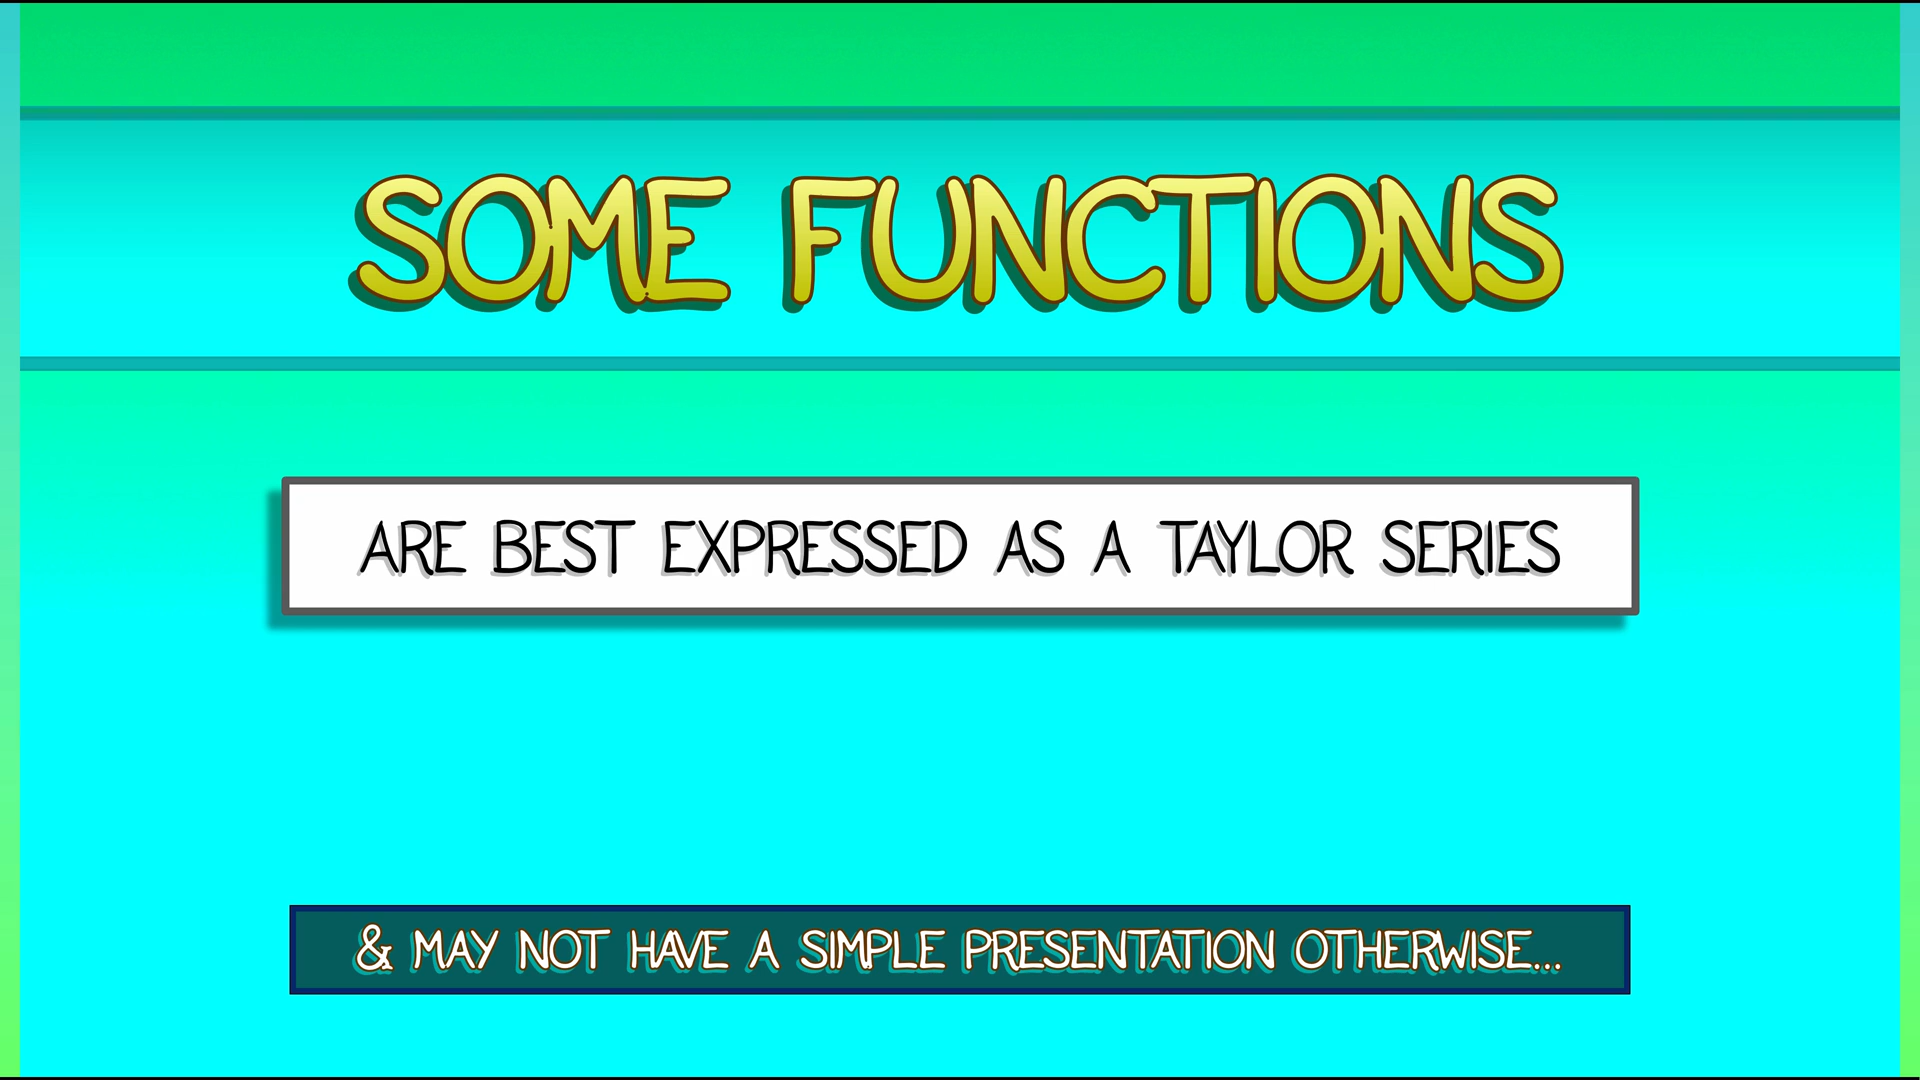 SOME FUNCTIONS
ARE BEST EXPRESSED AS A TAYLOR SERIES
& MAY NOT HAVE A SIMPLE PRESENTATION OTHERWISE...